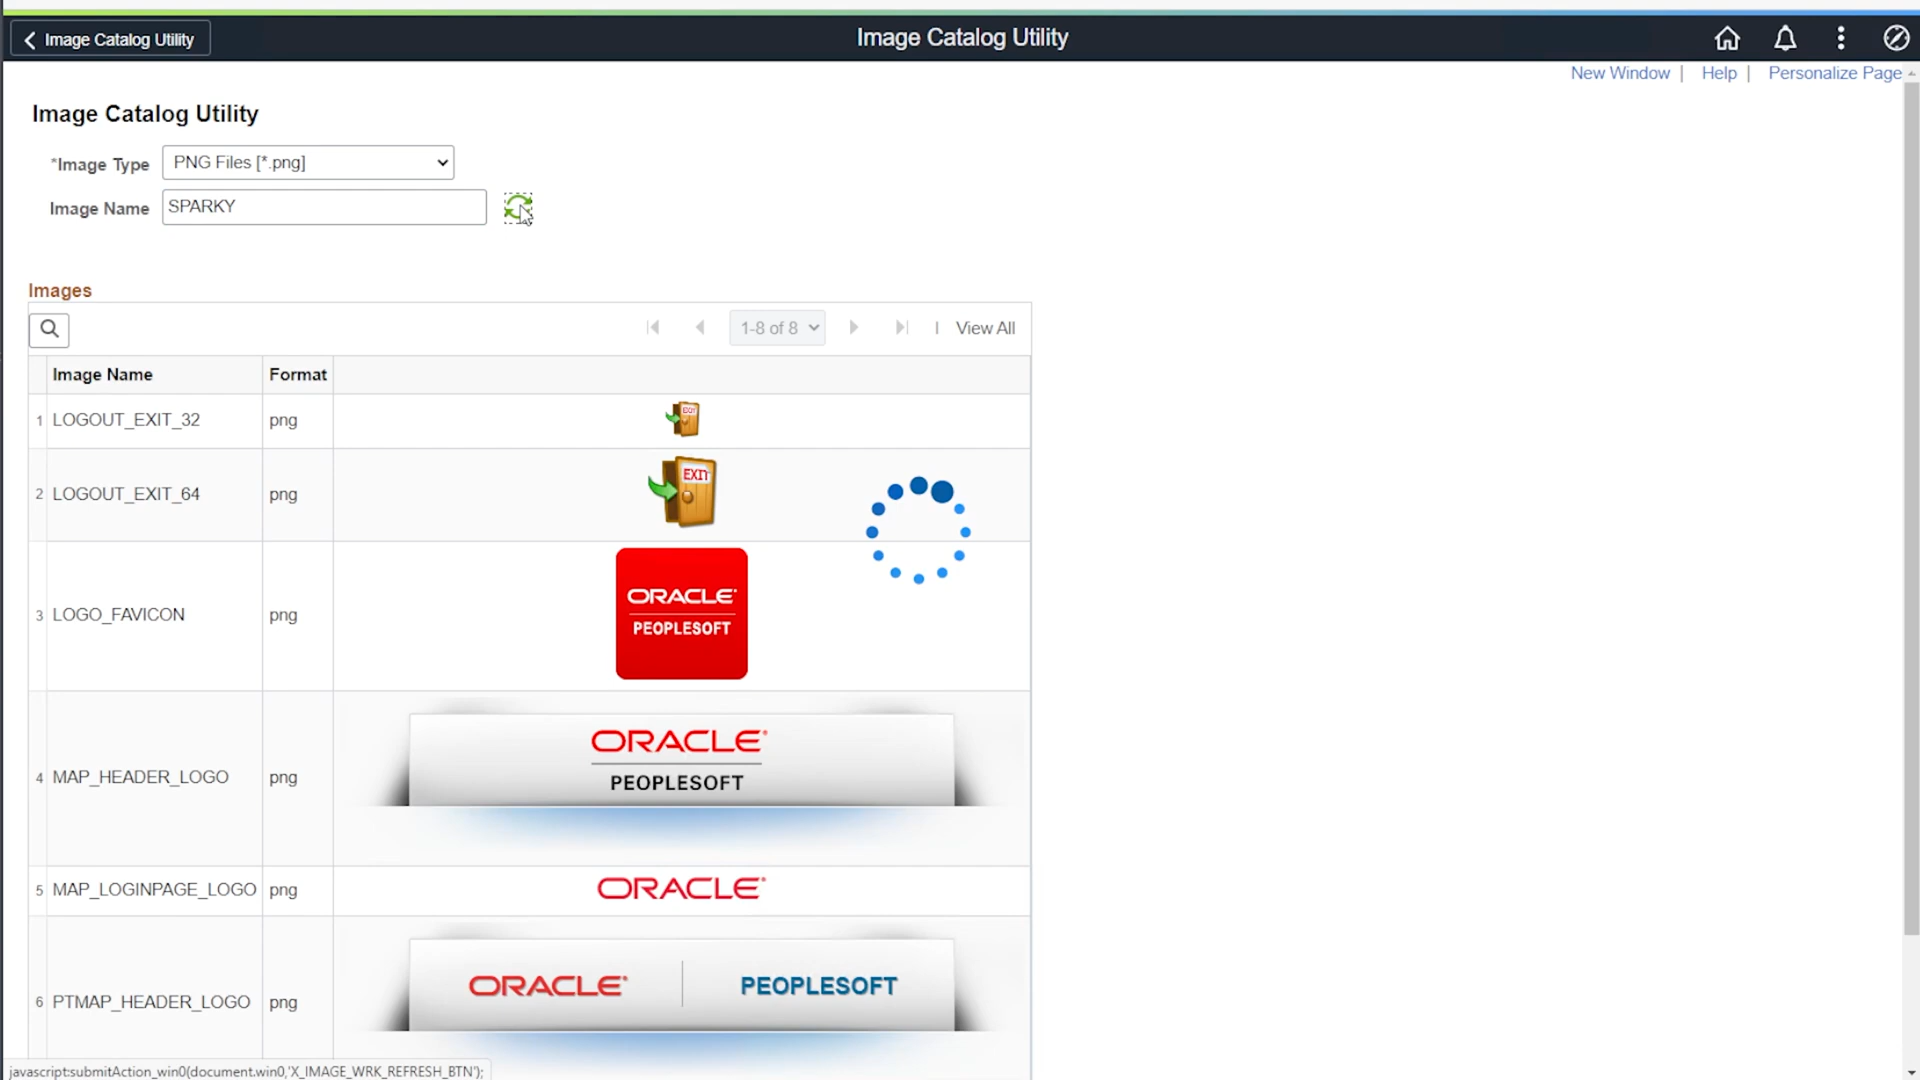 Image Catalog Utility
Image Catalog Utility
New Window | Help | Personalize Page
Image Catalog Utility
*Image Type PNG Files [*.png]
Image Name SPARKY
Images
1-8 of 8 | View All
Image Name Format
1 LOGOUT_EXIT_32 png EXIT
2 LOGOUT_EXIT_64 png EXIT
ORACLE
3 LOGO_FAVICON png
PEOPLESOFT
ORACLE
4 MAP_HEADER_LOGO png
PEOPLESOFT
5 MAP_LOGINPAGE_LOGO png ORACLE
ORACLE PEOPLESOFT
6 PTMAP_HEADER_LOGO png
javascript:submitAction_win0(document.win0,'X_IMAGE_WRK_REFRESH_BTN');